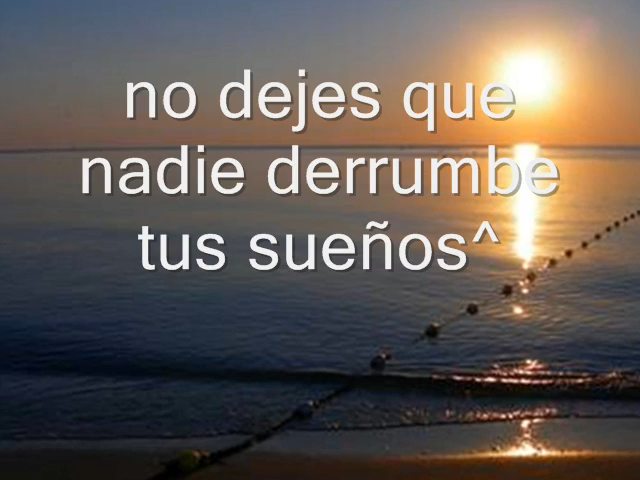 no dejes que
nadie derrumbe
tus sueños^